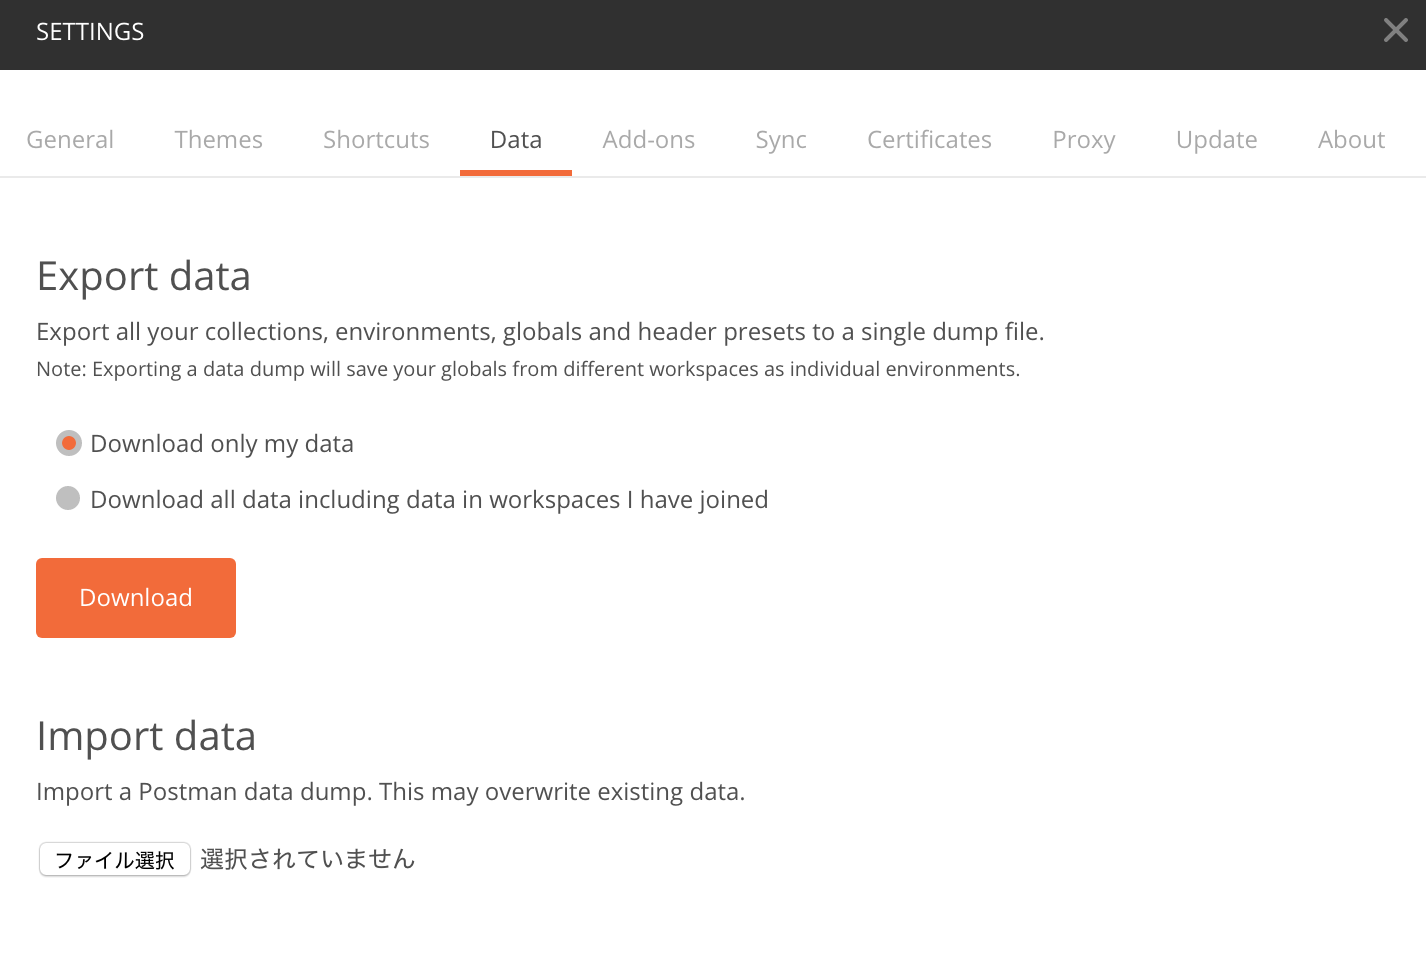 SETTINGS
General Themes Shortcuts Data Add-ons Sync Certificates Proxy Update About
Export data
Export all your collections, environments, globals and header presets to a single dump file.
Note: Exporting a data dump will save your globals from different workspaces as individual environments.
Download only my data
Download all data including data in workspaces I have joined
Download
Import data
Import a Postman data dump. This may overwrite existing data.
ファイル選択 選択されていません